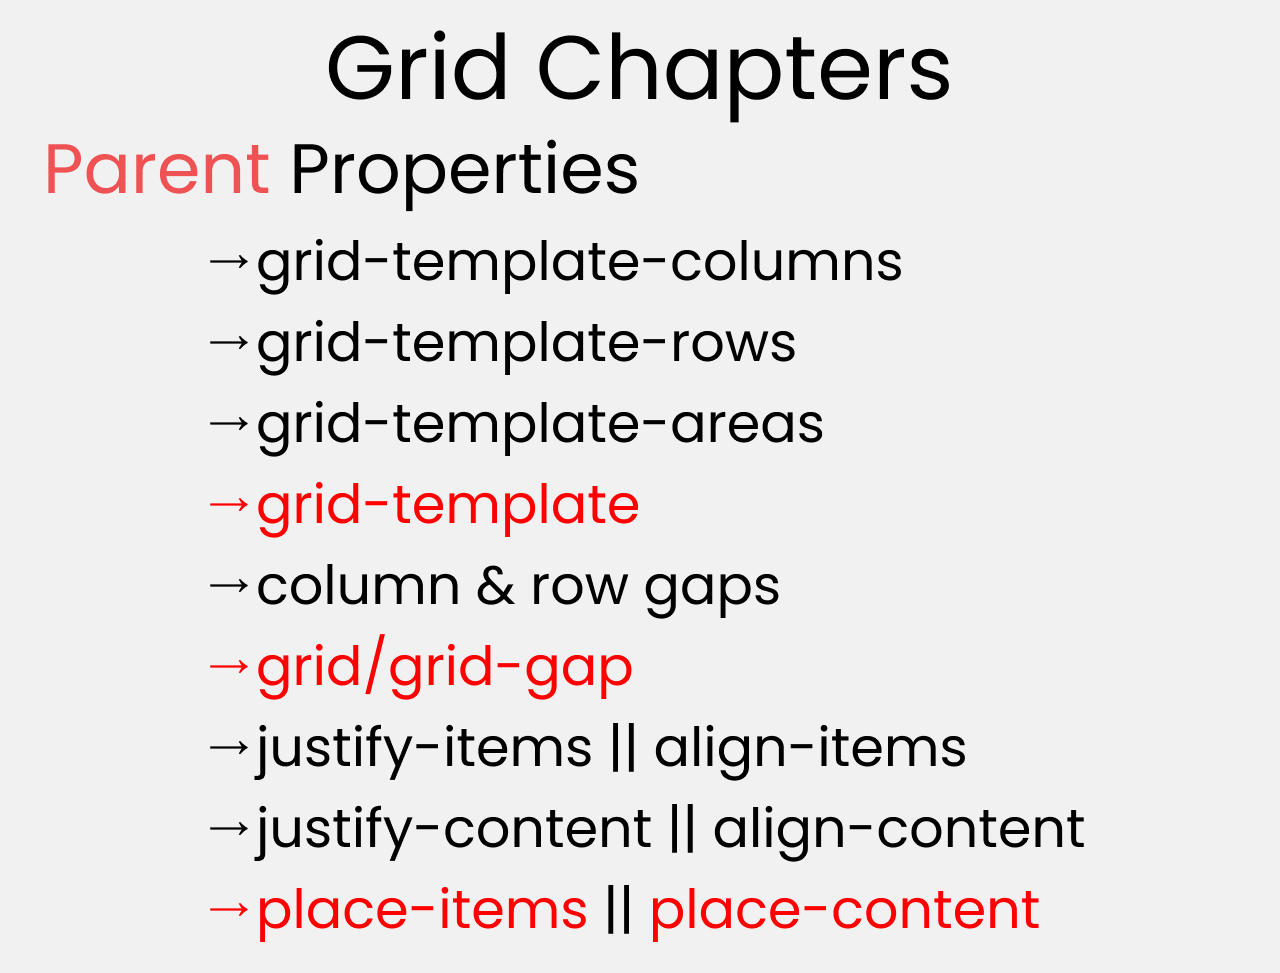 Grid Chapters
Parent Properties
→grid-template-columns
→grid-template-rows
→grid-template-areas
→grid-template
→column & row gaps
→grid/grid-gap
→justify-items || align-items
→justify-content || align-content
→place-items || place-content